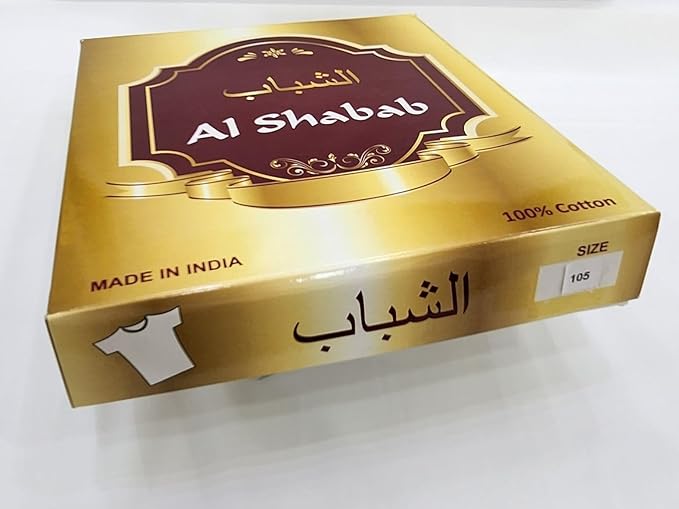 الشباب
Al Shabab
100% Cotton
MADE IN INDIA
SIZE
105
الشباب